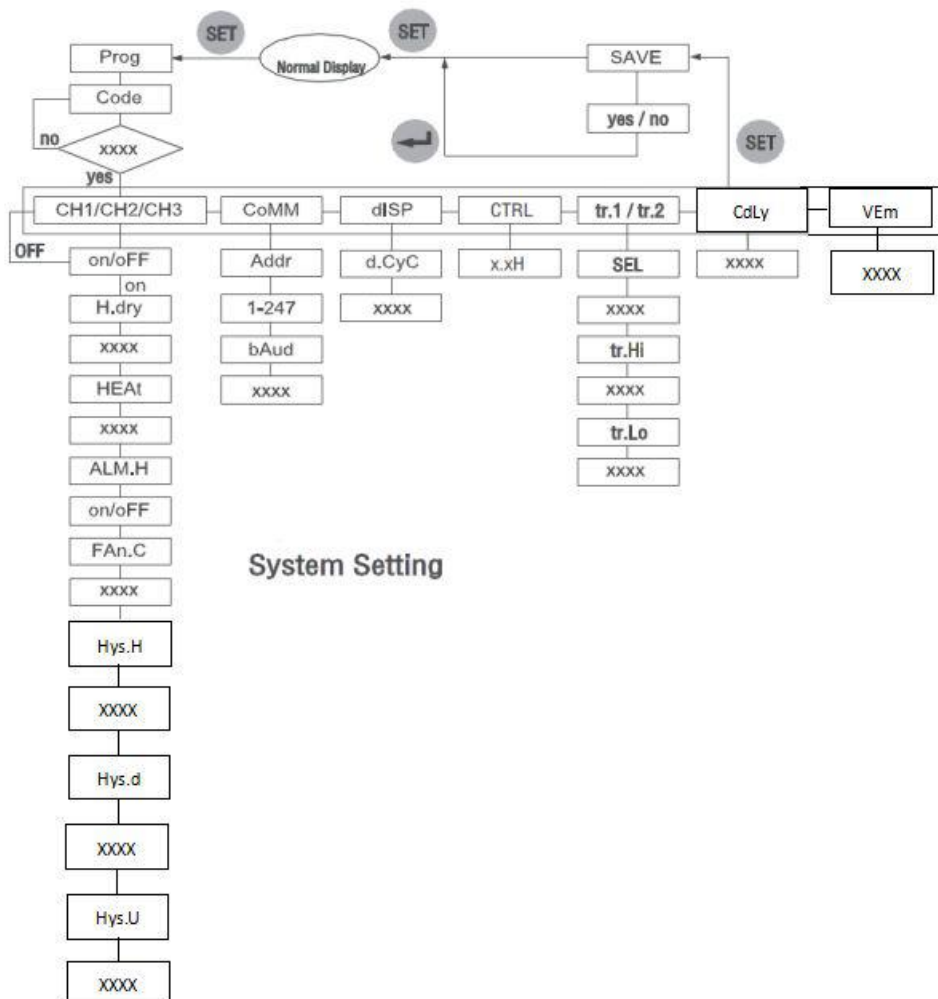 SET
SET
Prog
Normal Display
SAVE
Code
yes / no
no
xxxx
SET
yes
CH1/CH2/CH3
CoMM
dISP
CTRL
tr.1 / tr.2
CdLy
VEm
OFF
on/oFF
Addr
d.CyC
x.xH
SEL
xxxx
XXXX
on
H.dry
1-247
xxxx
xxxx
xxxx
bAud
tr.Hi
HEAt
xxxx
xxxx
xxxx
tr.Lo
ALM.H
xxxx
on/oFF
FAn.C
System Setting
xxxx
Hys.H
XXXX
Hys.d
XXXX
Hys.U
XXXX